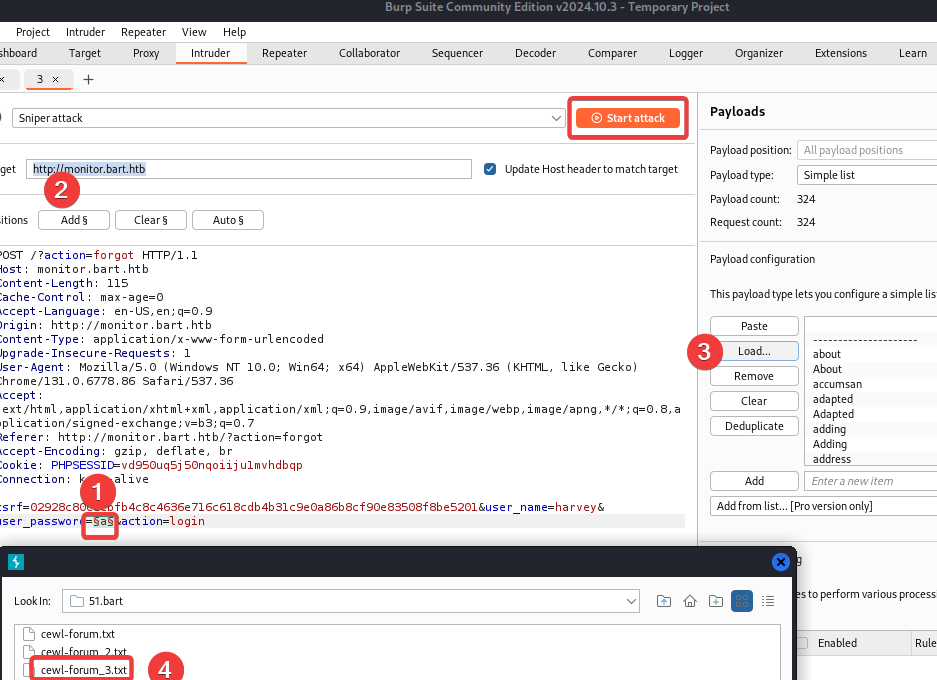 Burp Suite Community Edition v2024.10.3 - Temporary Project
Project Intruder Repeater View Help
shboard Target Proxy Intruder Repeater Collaborator Sequencer Decoder Comparer Logger Organizer Extensions Learn
× 3 × +
Sniper attack
Start attack
Payloads
get http://monitor.bart.htb
Update Host header to match target
2
itions Add § Clear § Auto §
Payload position: All payload positions
Payload type: Simple list
Payload count: 324
Request count: 324
Payload configuration
This payload type lets you configure a simple lis
POST /?action=forgot HTTP/1.1
Host: monitor.bart.htb
Content-Length: 115
Cache-Control: max-age=0
Accept-Language: en-US,en;q=0.9
Origin: http://monitor.bart.htb
Content-Type: application/x-www-form-urlencoded
Upgrade-Insecure-Requests: 1
User-Agent: Mozilla/5.0 (Windows NT 10.0; Win64; x64) AppleWebKit/537.36 (KHTML, like Gecko)
Chrome/131.0.6778.86 Safari/537.36
Accept:
text/html,application/xhtml+xml,application/xml;q=0.9,image/avif,image/webp,image/apng,*/*;q=0.8,a
pplication/signed-exchange;v=b3;q=0.7
Referer: http://monitor.bart.htb/?action=forgot
Accept-Encoding: gzip, deflate, br
Cookie: PHPSESSID=vd950uq5j50nqoiiju1mvhdbqp
Connection: k alive
1
csrf=02928c80 bfb4c8c4636e716c618cdb4b31c9e0a86b8cf90e83508f8be5201&user_name=harvey&
user_password=§a§&action=login
Paste
3
Load...
Remove
Clear
Deduplicate
---------------------
about
About
accumsan
adapted
Adapted
adding
Adding
address
Add Enter a new item
Add from list... [Pro version only]
g
es to perform various process
Enabled Rule
Look In: 51.bart
cewl-forum.txt
cewl-forum_2.txt
cewl-forum_3.txt
4